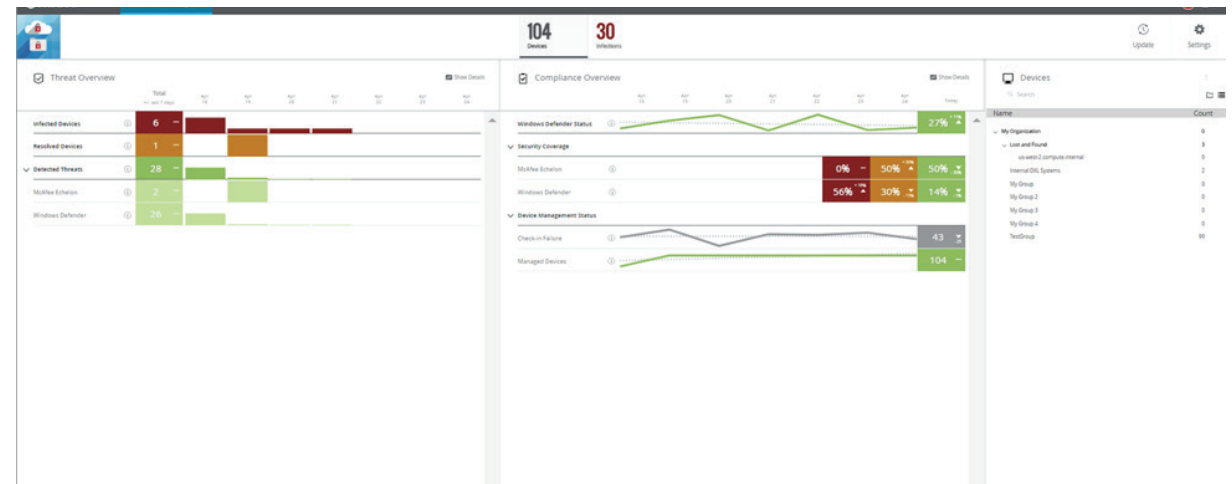 104
Devices
30
Infections
Update
Settings
Threat Overview
Show Details
Total
Infected Devices 6
Resolved Devices 1
Detected Threats 28
McAfee Echelon 2
Windows Defender 26
Compliance Overview
Show Details
Today
Windows Defender Status 27%
Security Coverage
McAfee Echelon 0% 50% 50%
Windows Defender 56% 30% 14%
Device Management Status
Check-in Failure 43
Managed Devices 104
Devices
Search
Name Count
My Organization 0
Lost and Found
us-west-2.compute.internal 0
Internal DXL Systems 2
My Group 0
My Group 2 0
My Group 3 0
My Group 4 0
TestGroup